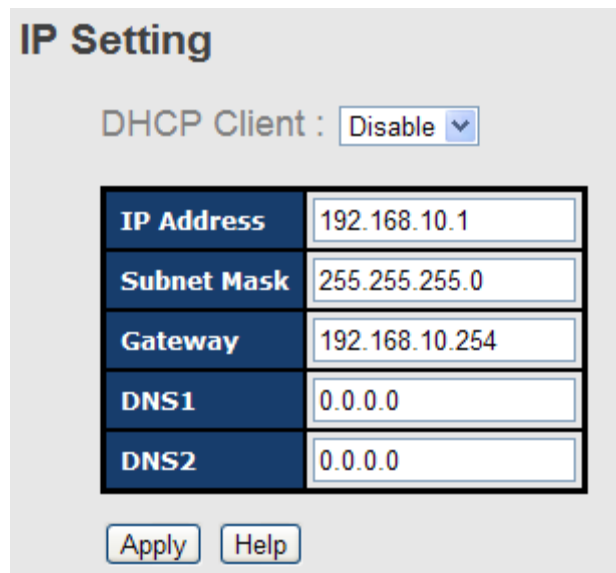 IP Setting
DHCP Client : Disable
IP Address 192.168.10.1
Subnet Mask 255.255.255.0
Gateway 192.168.10.254
DNS1 0.0.0.0
DNS2 0.0.0.0
Apply Help